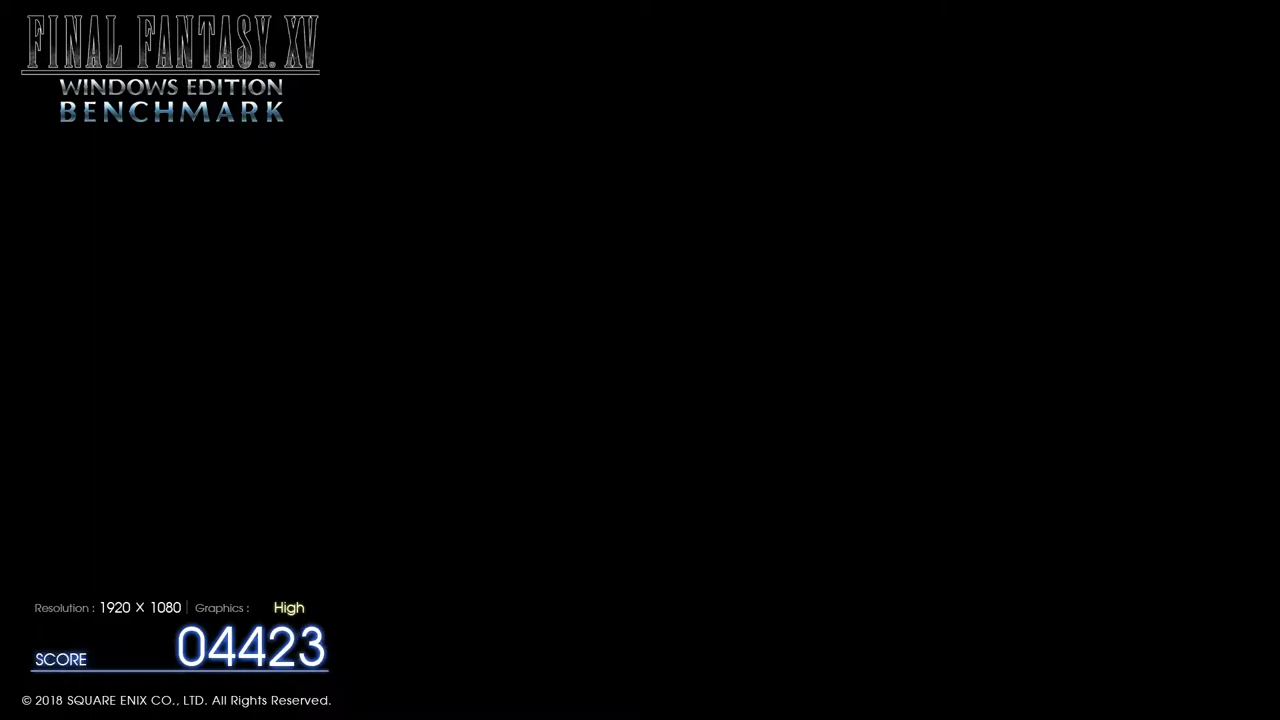 FINAL FANTASY. XV
WINDOWS EDITION
BENCHMARK
Resolution : 1920 X 1080 | Graphics : High
SCORE 04423
© 2018 SQUARE ENIX CO., LTD. All Rights Reserved.